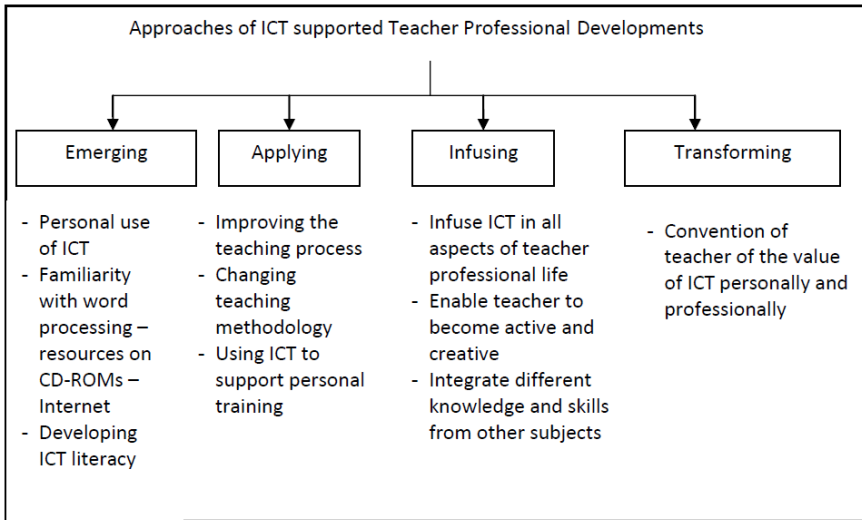 Approaches of ICT supported Teacher Professional Developments
Emerging
Applying
Infusing
Transforming
- Personal use
of ICT
- Familiarity
with word
processing –
resources on
CD-ROMs –
Internet
- Developing
ICT literacy
- Improving the
teaching process
- Changing
teaching
methodology
- Using ICT to
support personal
training
- Infuse ICT in all
aspects of teacher
professional life
- Enable teacher to
become active and
creative
- Integrate different
knowledge and skills
from other subjects
- Convention of
teacher of the value
of ICT personally and
professionally